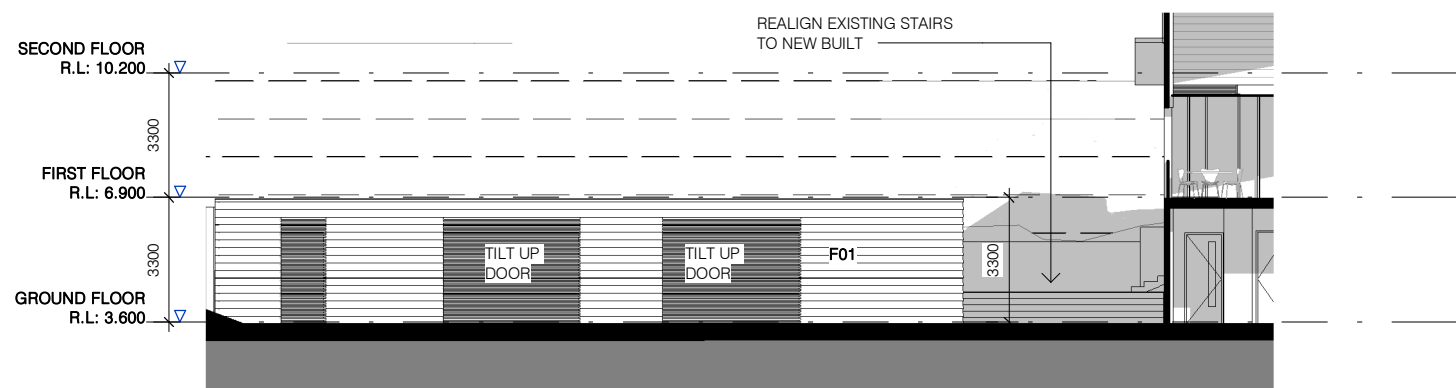 REALIGN EXISTING STAIRS
TO NEW BUILT
SECOND FLOOR
R.L: 10.200
3300
FIRST FLOOR
R.L: 6.900
3300
TILT UP
DOOR
TILT UP
DOOR
F01
3300
GROUND FLOOR
R.L: 3.600